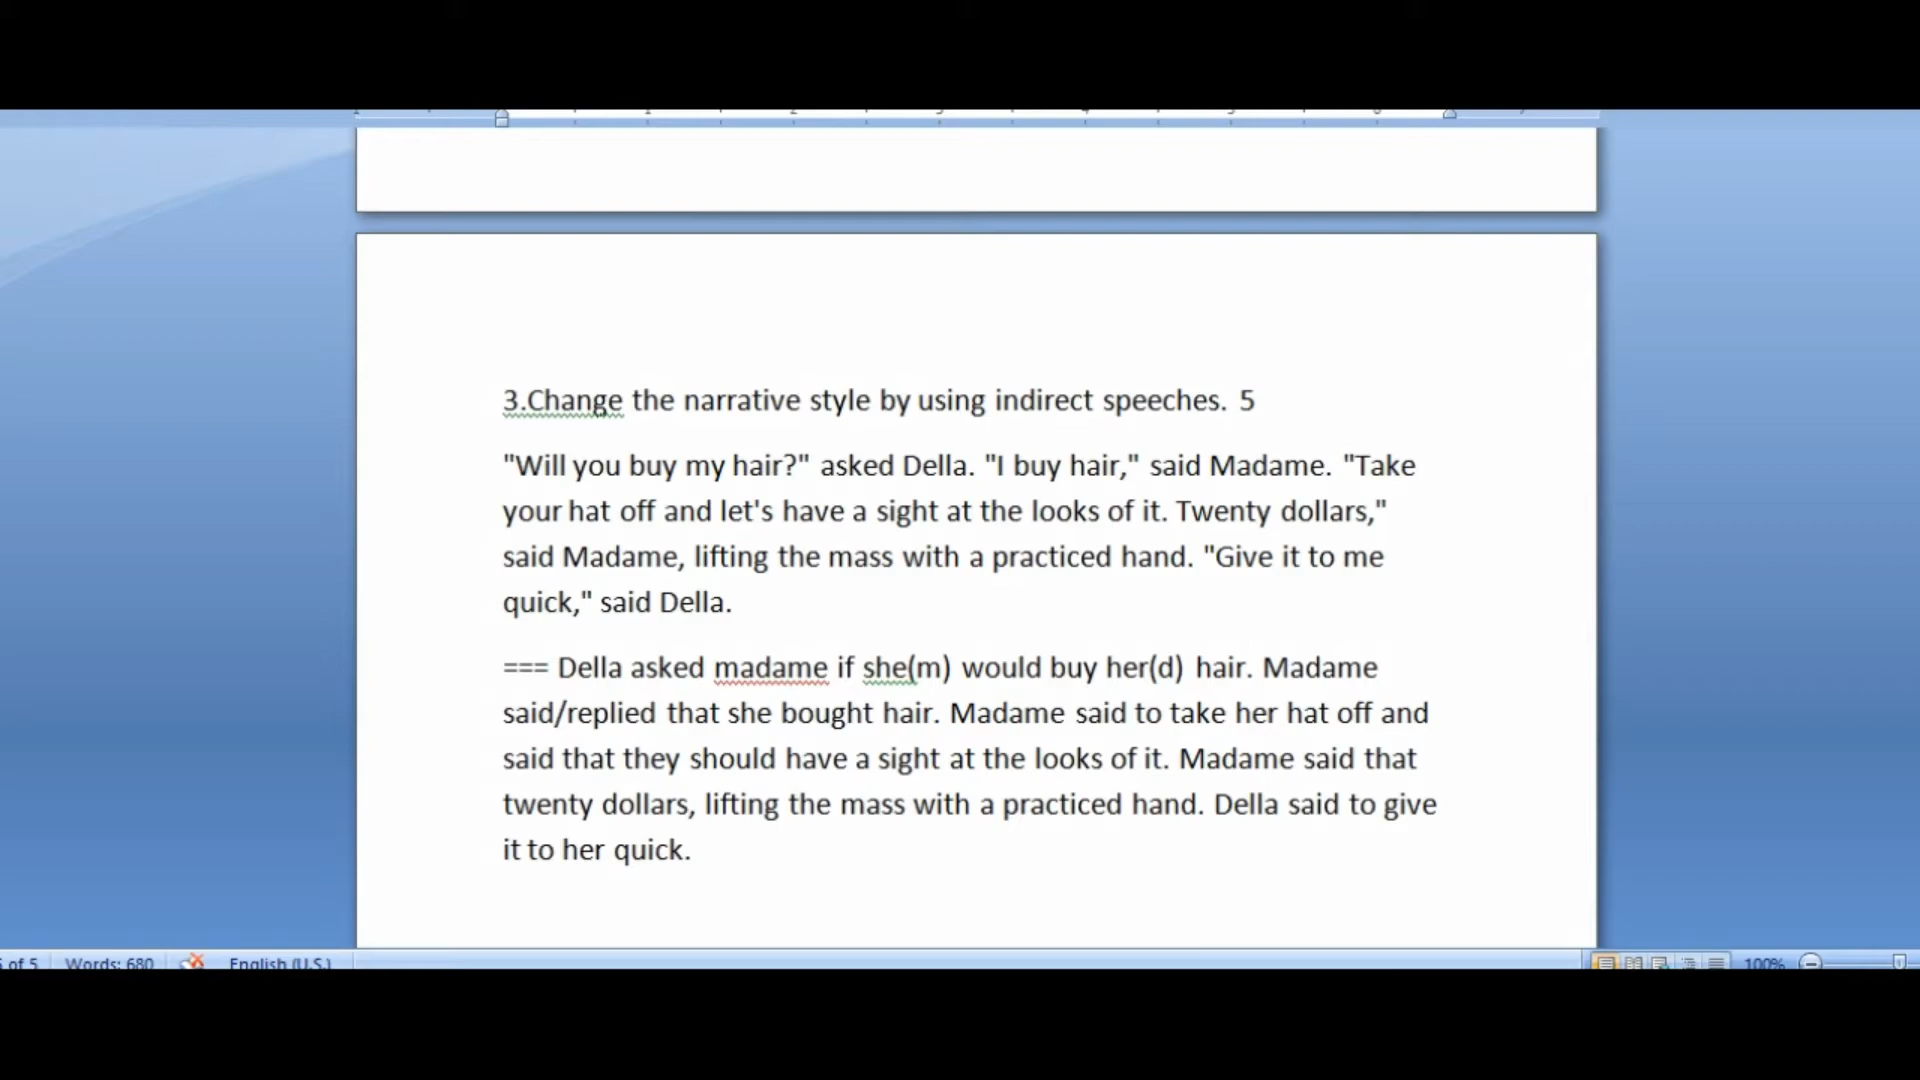 3.Change the narrative style by using indirect speeches. 5
"Will you buy my hair?" asked Della. "I buy hair," said Madame. "Take
your hat off and let's have a sight at the looks of it. Twenty dollars,"
said Madame, lifting the mass with a practiced hand. "Give it to me
quick," said Della.
=== Della asked madame if she(m) would buy her(d) hair. Madame
said/replied that she bought hair. Madame said to take her hat off and
said that they should have a sight at the looks of it. Madame said that
twenty dollars, lifting the mass with a practiced hand. Della said to give
it to her quick.
of 5 Words: 680 English (U.S.) 100%